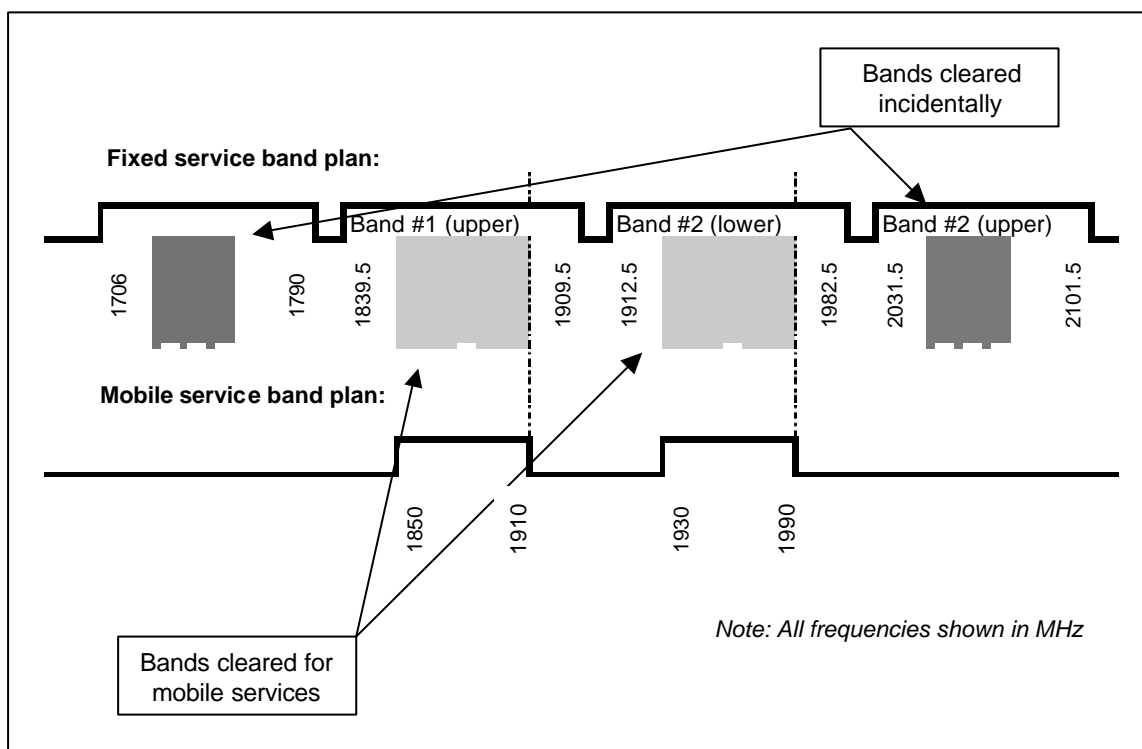 Bands cleared
incidentally
Fixed service band plan:
Band #1 (upper)
Band #2 (lower)
Band #2 (upper)
1706
1790
1839.5
1909.5
1912.5
1982.5
2031.5
2101.5
Mobile service band plan:
1850
1910
1930
1990
Note: All frequencies shown in MHz
Bands cleared for
mobile services